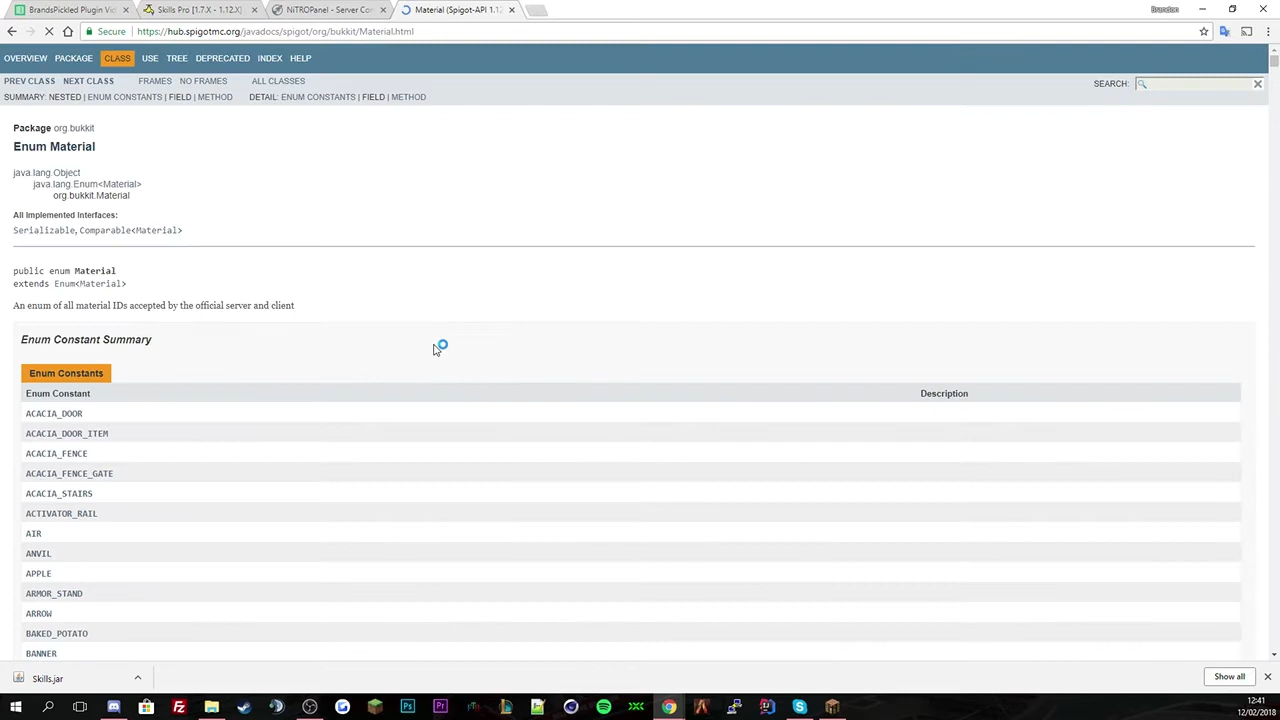 BrandsPickled Plugin Vid
Skills Pro [1.7.X - 1.12.X]
NiTROPanel - Server Con
Material (Spigot-API 1.12
Brandon
Secure
https://hub.spigotmc.org/javadocs/spigot/org/bukkit/Material.html
OVERVIEW PACKAGE CLASS USE TREE DEPRECATED INDEX HELP
PREV CLASS NEXT CLASS FRAMES NO FRAMES ALL CLASSES
SEARCH:
SUMMARY: NESTED | ENUM CONSTANTS | FIELD | METHOD DETAIL: ENUM CONSTANTS | FIELD | METHOD
Package org.bukkit
Enum Material
java.lang.Object
java.lang.Enum<Material>
org.bukkit.Material
All Implemented Interfaces:
Serializable, Comparable<Material>
public enum Material
extends Enum<Material>
An enum of all material IDs accepted by the official server and client
Enum Constant Summary
Enum Constants
Enum Constant Description
ACACIA_DOOR
ACACIA_DOOR_ITEM
ACACIA_FENCE
ACACIA_FENCE_GATE
ACACIA_STAIRS
ACTIVATOR_RAIL
AIR
ANVIL
APPLE
ARMOR_STAND
ARROW
BAKED_POTATO
BANNER
Skills.jar
Show all
12:41
12/02/2018